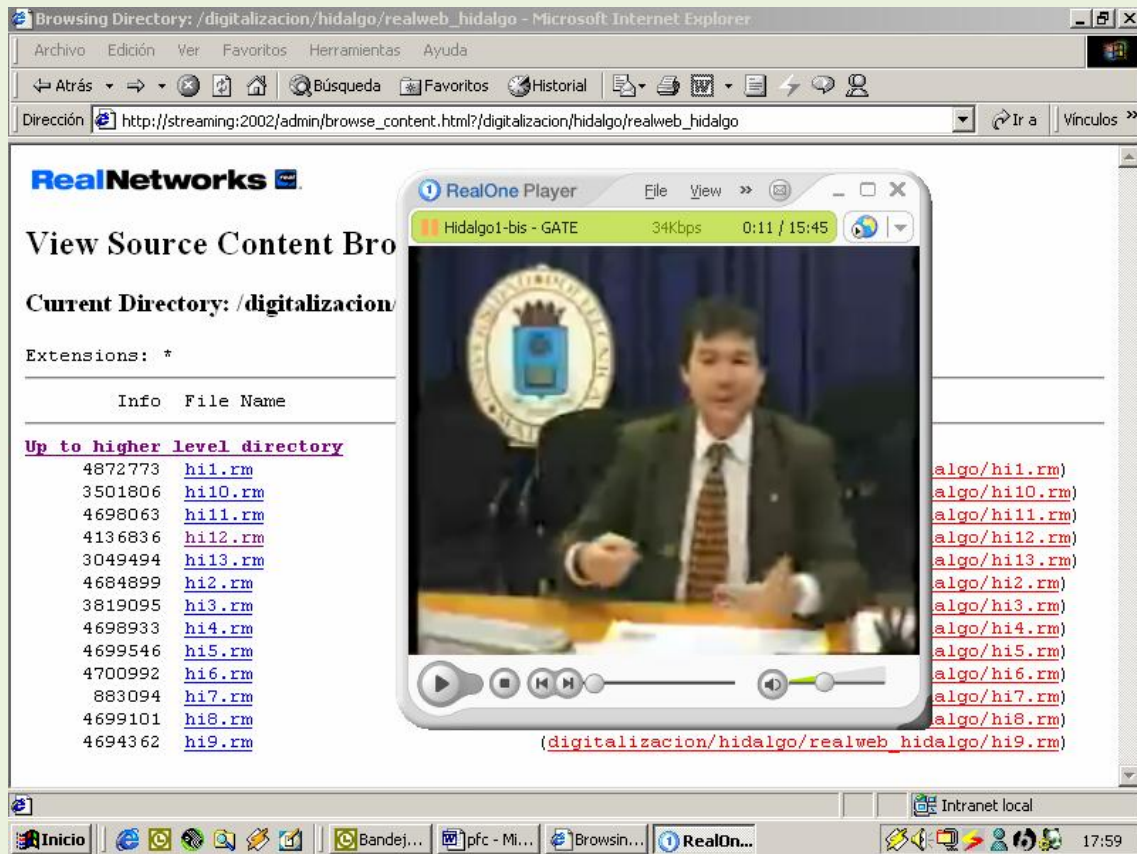 Browsing Directory: /digitalizacion/hidalgo/realweb_hidalgo - Microsoft Internet Explorer
Archivo Edición Ver Favoritos Herramientas Ayuda
Atrás Búsqueda Favoritos Historial
Dirección http://streaming:2002/admin/browse_content.html?/digitalizacion/hidalgo/realweb_hidalgo Ir a Vínculos »
RealNetworks
View Source Content Bro
Current Directory: /digitalizacion/
Extensions: *
Info File Name
Up to higher level directory
4872773 hi1.rm algo/hi1.rm)
3501806 hi10.rm algo/hi10.rm)
4698063 hi11.rm algo/hi11.rm)
4136836 hi12.rm algo/hi12.rm)
3049494 hi13.rm algo/hi13.rm)
4684899 hi2.rm algo/hi2.rm)
3819095 hi3.rm algo/hi3.rm)
4698933 hi4.rm algo/hi4.rm)
4699546 hi5.rm algo/hi5.rm)
4700992 hi6.rm algo/hi6.rm)
883094 hi7.rm algo/hi7.rm)
4699101 hi8.rm algo/hi8.rm)
4694362 hi9.rm (digitalizacion/hidalgo/realweb_hidalgo/hi9.rm)
RealOne Player File View »
Hidalgo1-bis - GATE 34Kbps 0:11 / 15:45
Intranet local
Inicio Bandej... pfc - Mi... Browsin... RealOn... 17:59